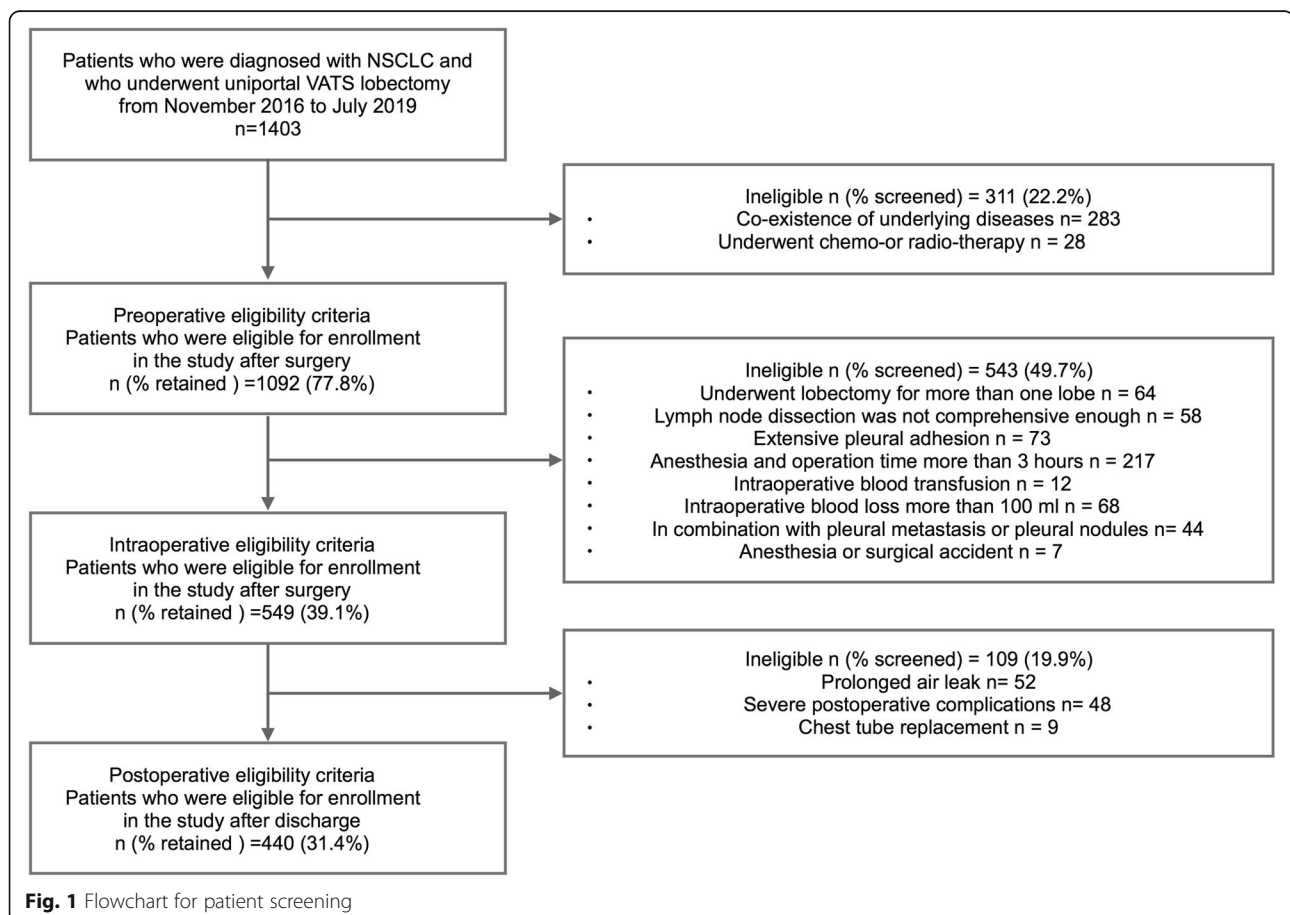 Patients who were diagnosed with NSCLC and
who underwent uniportal VATS lobectomy
from November 2016 to July 2019
n=1403
Ineligible n (% screened) = 311 (22.2%)
• Co-existence of underlying diseases n= 283
• Underwent chemo-or radio-therapy n = 28
Preoperative eligibility criteria
Patients who were eligible for enrollment
in the study after surgery
n (% retained ) =1092 (77.8%)
Ineligible n (% screened) = 543 (49.7%)
• Underwent lobectomy for more than one lobe n = 64
• Lymph node dissection was not comprehensive enough n = 58
• Extensive pleural adhesion n = 73
• Anesthesia and operation time more than 3 hours n = 217
• Intraoperative blood transfusion n = 12
• Intraoperative blood loss more than 100 ml n = 68
• In combination with pleural metastasis or pleural nodules n= 44
• Anesthesia or surgical accident n = 7
Intraoperative eligibility criteria
Patients who were eligible for enrollment
in the study after surgery
n (% retained ) =549 (39.1%)
Ineligible n (% screened) = 109 (19.9%)
• Prolonged air leak n= 52
• Severe postoperative complications n= 48
• Chest tube replacement n = 9
Postoperative eligibility criteria
Patients who were eligible for enrollment
in the study after discharge
n (% retained ) =440 (31.4%)
Fig. 1 Flowchart for patient screening